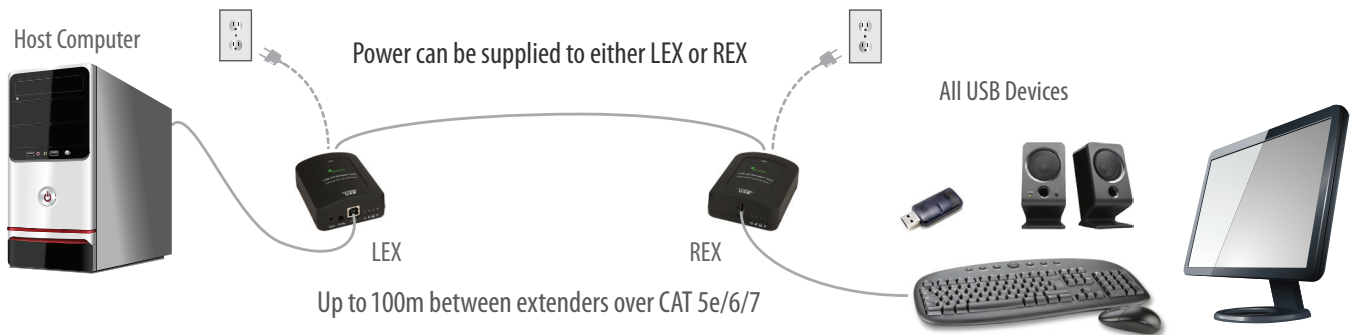 Host Computer
Power can be supplied to either LEX or REX
All USB Devices
LEX
REX
Up to 100m between extenders over CAT 5e/6/7